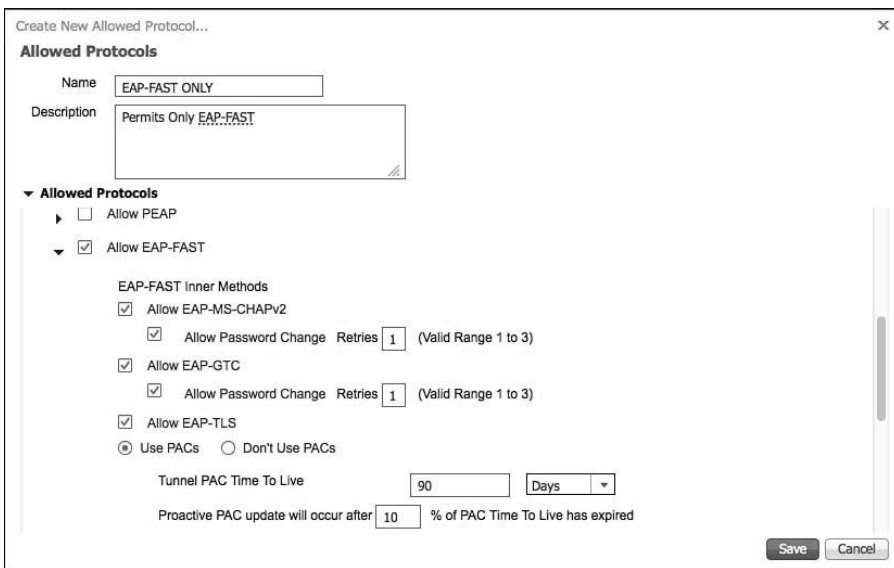 Create New Allowed Protocol...
Allowed Protocols
Name EAP-FAST ONLY
Description Permits Only EAP-FAST
Allowed Protocols
Allow PEAP
Allow EAP-FAST
EAP-FAST Inner Methods
Allow EAP-MS-CHAPv2
Allow Password Change Retries 1 (Valid Range 1 to 3)
Allow EAP-GTC
Allow Password Change Retries 1 (Valid Range 1 to 3)
Allow EAP-TLS
Use PACs Don't Use PACs
Tunnel PAC Time To Live 90 Days
Proactive PAC update will occur after 10 % of PAC Time To Live has expired
Save Cancel